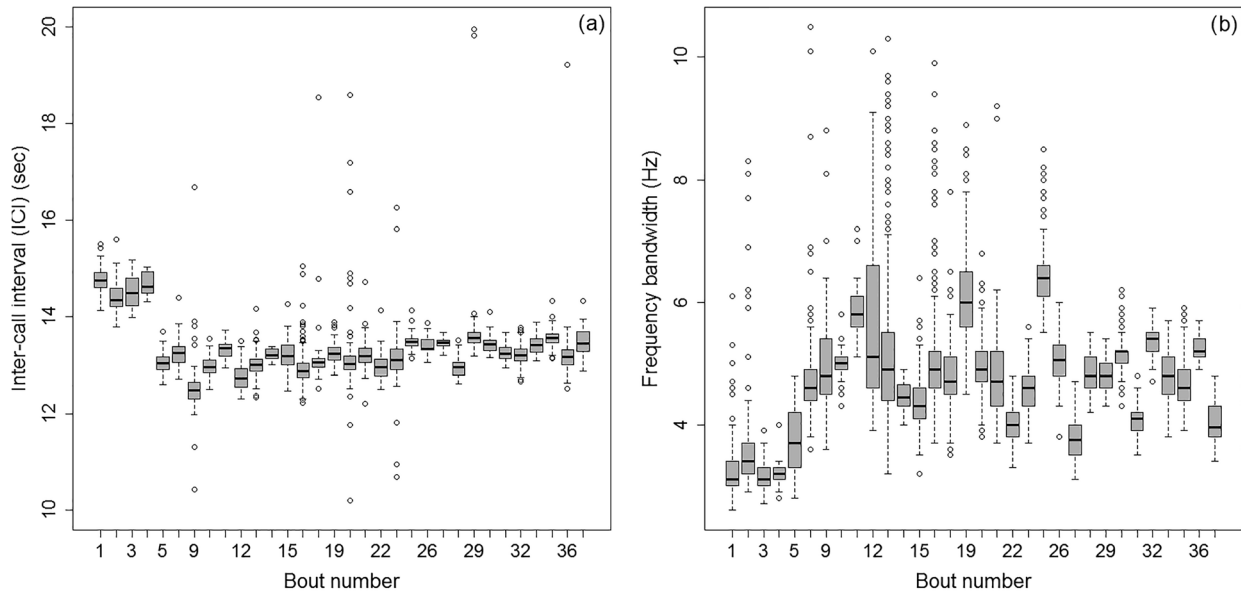 (a)
Inter-call interval (ICI) (sec)
20
18
16
14
12
10
1 3 5 9 12 15 19 22 26 29 32 36
Bout number
(b)
Frequency bandwidth (Hz)
10
8
6
4
1 3 5 9 12 15 19 22 26 29 32 36
Bout number